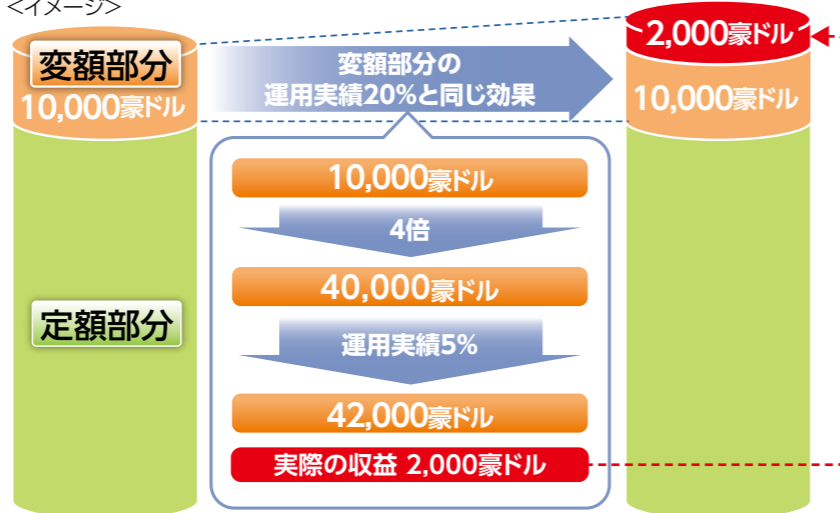 <イメージ>
変額部分
10,000豪ドル
変額部分の
運用実績20%と同じ効果
2,000豪ドル
10,000豪ドル
10,000豪ドル
4倍
40,000豪ドル
定額部分
運用実績5%
42,000豪ドル
実際の収益 2,000豪ドル